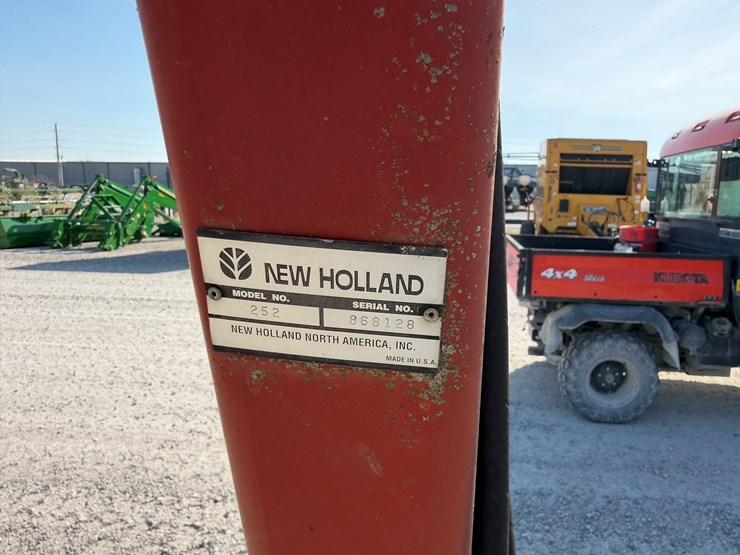 NEW HOLLAND
MODEL NO. SERIAL NO.
252 868128
NEW HOLLAND NORTH AMERICA, INC.
MADE IN U.S.A.
4x4 KUBOTA